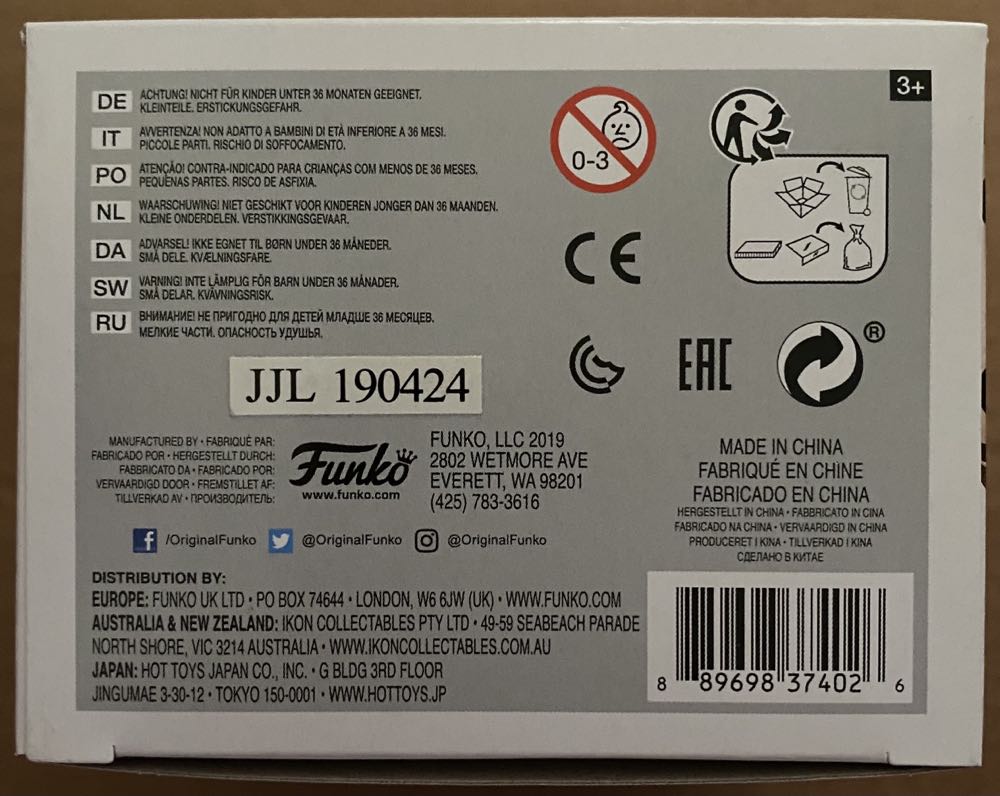 3+
DE
ACHTUNG! NICHT FÜR KINDER UNTER 36 MONATEN GEEIGNET.
KLEINTEILE. ERSTICKUNGSGEFAHR.
IT
AVVERTENZA! NON ADATTO A BAMBINI DI ETÀ INFERIORE A 36 MESI.
PICCOLE PARTI. RISCHIO DI SOFFOCAMENTO.
PO
ATENÇÃO! CONTRA-INDICADO PARA CRIANÇAS COM MENOS DE 36 MESES.
PEQUENAS PARTES. RISCO DE ASFIXIA.
NL
WAARSCHUWING! NIET GESCHIKT VOOR KINDEREN JONGER DAN 36 MAANDEN.
KLEINE ONDERDELEN. VERSTIKKINGSGEVAAR.
DA
ADVARSEL! IKKE EGNET TIL BØRN UNDER 36 MÅNEDER.
SMÅ DELE. KVÆLNINGSFARE.
SW
VARNING! INTE LÄMPLIG FÖR BARN UNDER 36 MÅNADER.
SMÅ DELAR. KVÄVNINGSRISK.
RU
ВНИМАНИЕ! НЕ ПРИГОДНО ДЛЯ ДЕТЕЙ МЛАДШЕ 36 МЕСЯЦЕВ.
МЕЛКИЕ ЧАСТИ. ОПАСНОСТЬ УДУШЬЯ.
0-3
CE
EAC
®
JJL 190424
MANUFACTURED BY • FABRIQUÉ PAR:
FABRICADO POR • HERGESTELLT DURCH:
FABBRICATO DA • FABRICADO POR:
VERVAARDIGD DOOR • FREMSTILLET AF:
TILLVERKAD AV • ПРОИЗВОДИТЕЛЬ:
Funko
www.funko.com
FUNKO, LLC 2019
2802 WETMORE AVE
EVERETT, WA 98201
(425) 783-3616
MADE IN CHINA
FABRIQUÉ EN CHINE
FABRICADO EN CHINA
HERGESTELLT IN CHINA • FABBRICATO IN CINA
FABRICADO NA CHINA • VERVAARDIGD IN CHINA
PRODUCERET I KINA • TILLVERKAD I KINA
СДЕЛАНО В КИТАЕ
f /OriginalFunko @OriginalFunko @OriginalFunko
DISTRIBUTION BY:
EUROPE: FUNKO UK LTD • PO BOX 74644 • LONDON, W6 6JW (UK) • WWW.FUNKO.COM
AUSTRALIA & NEW ZEALAND: IKON COLLECTABLES PTY LTD • 49-59 SEABEACH PARADE
NORTH SHORE, VIC 3214 AUSTRALIA • WWW.IKONCOLLECTABLES.COM.AU
JAPAN: HOT TOYS JAPAN CO., INC. • G BLDG 3RD FLOOR
JINGUMAE 3-30-12 • TOKYO 150-0001 • WWW.HOTTOYS.JP
8 89698 37402 6